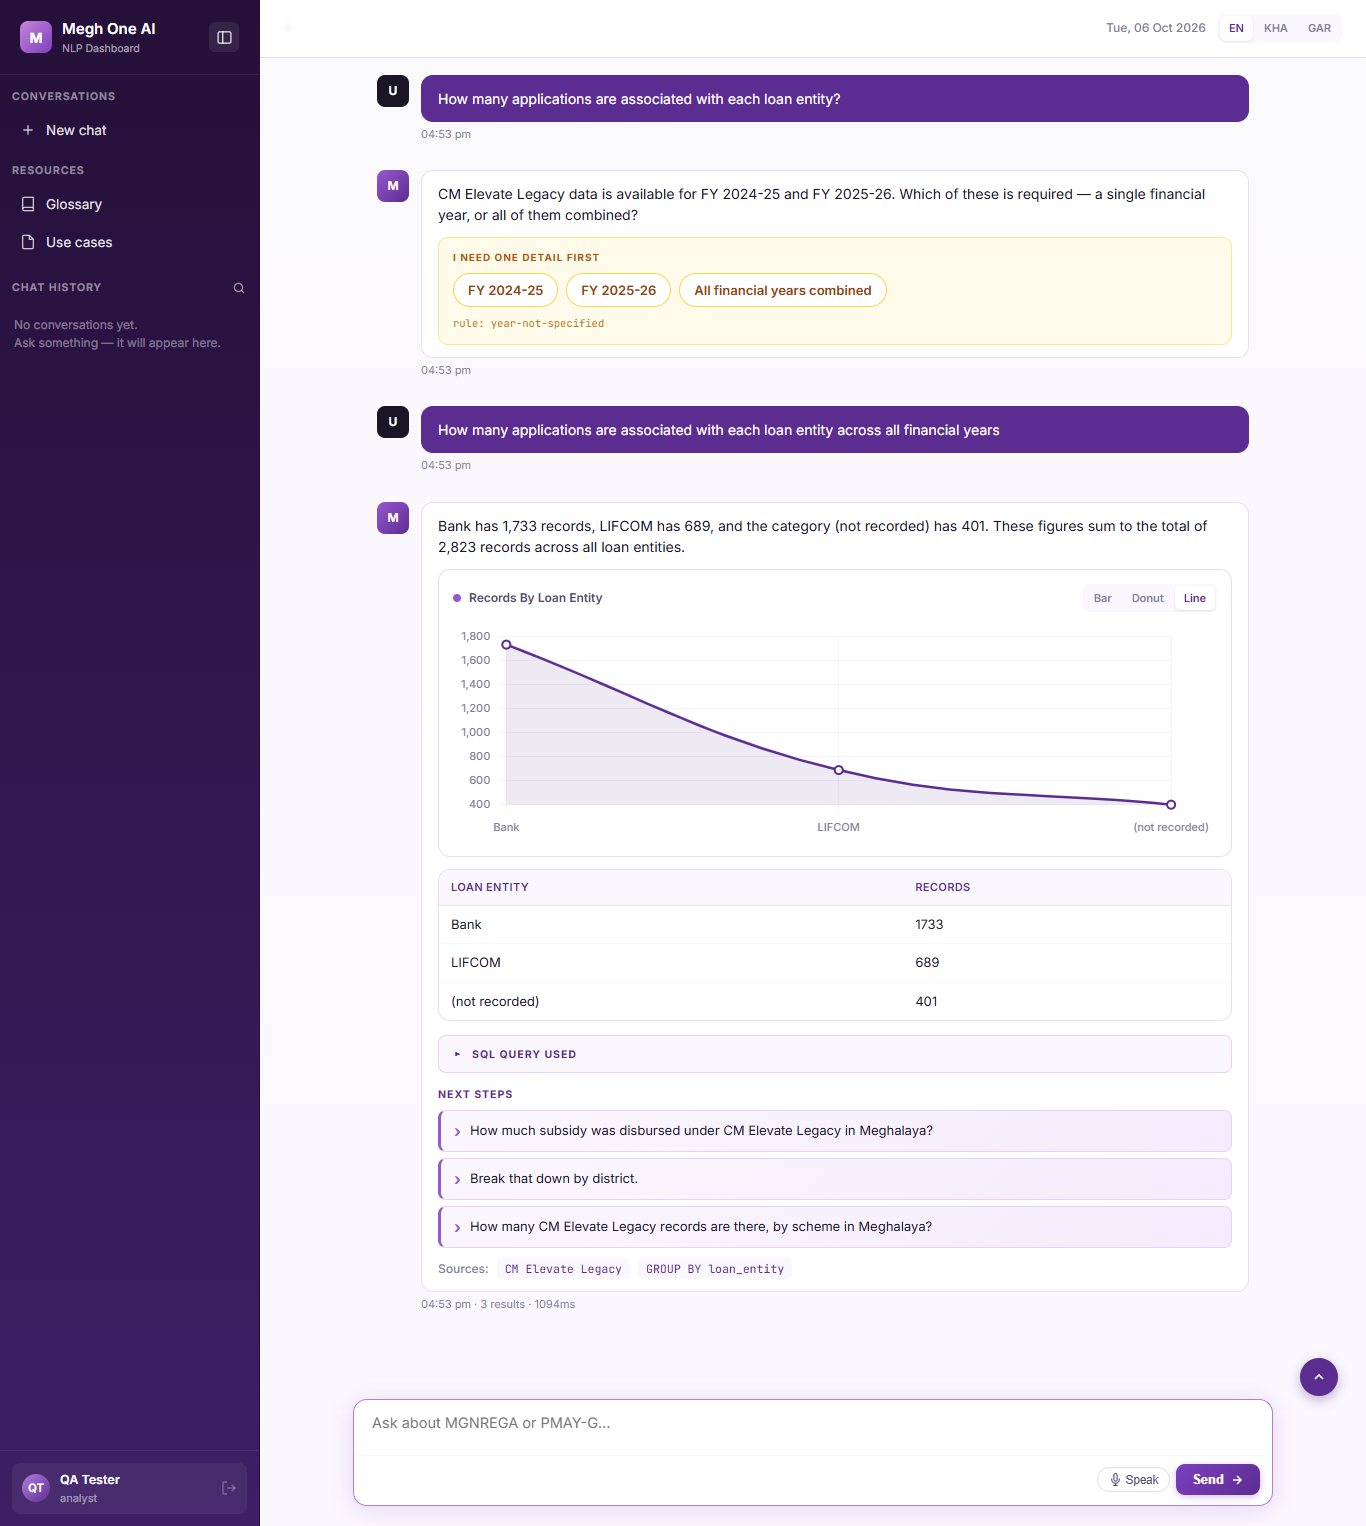 M
Megh One AI
NLP Dashboard
CONVERSATIONS
New chat
RESOURCES
Glossary
Use cases
CHAT HISTORY
No conversations yet.
Ask something — it will appear here.
QT
QA Tester
analyst
Tue, 06 Oct 2026
EN
KHA
GAR
U
How many applications are associated with each loan entity?
04:53 pm
M
CM Elevate Legacy data is available for FY 2024-25 and FY 2025-26. Which of these is required — a single financial
year, or all of them combined?
I NEED ONE DETAIL FIRST
FY 2024-25
FY 2025-26
All financial years combined
rule: year-not-specified
04:53 pm
U
How many applications are associated with each loan entity across all financial years
04:53 pm
M
Bank has 1,733 records, LIFCOM has 689, and the category (not recorded) has 401. These figures sum to the total of
2,823 records across all loan entities.
Records By Loan Entity
Bar
Donut
Line
1,800
1,600
1,400
1,200
1,000
800
600
400
Bank
LIFCOM
(not recorded)
LOAN ENTITY RECORDS
Bank 1733
LIFCOM 689
(not recorded) 401
SQL QUERY USED
NEXT STEPS
How much subsidy was disbursed under CM Elevate Legacy in Meghalaya?
Break that down by district.
How many CM Elevate Legacy records are there, by scheme in Meghalaya?
Sources: CM Elevate Legacy GROUP BY loan_entity
04:53 pm · 3 results · 1094ms
Ask about MGNREGA or PMAY-G...
Speak
Send →